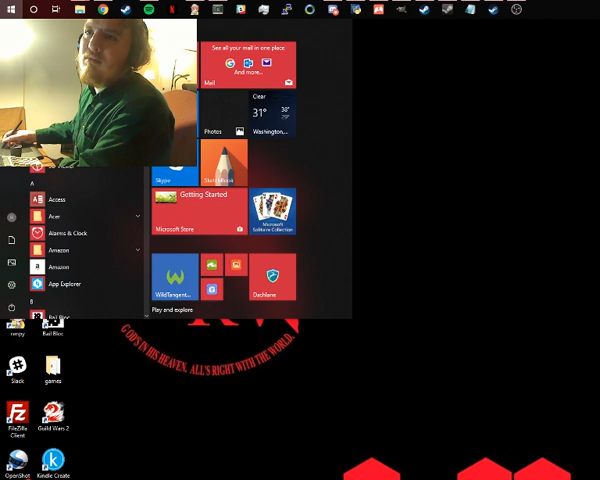 See all your mail in one place
And more...
Mail
Photos
Clear
31°
38°
29°
Washington,...
Skype
Getting Started
Microsoft Store
Microsoft
Solitaire Collection
A
Access
Acer
Alarms & Clock
Amazon
Amazon
App Explorer
B
WildTangent...
Dashlane
Play and explore
renpy
Bail Bloc
GOD'S IN HIS HEAVEN. ALL'S RIGHT WITH THE WORLD.
Slack
games
FileZilla
Client
Guild Wars 2
OpenShot
Kindle Create